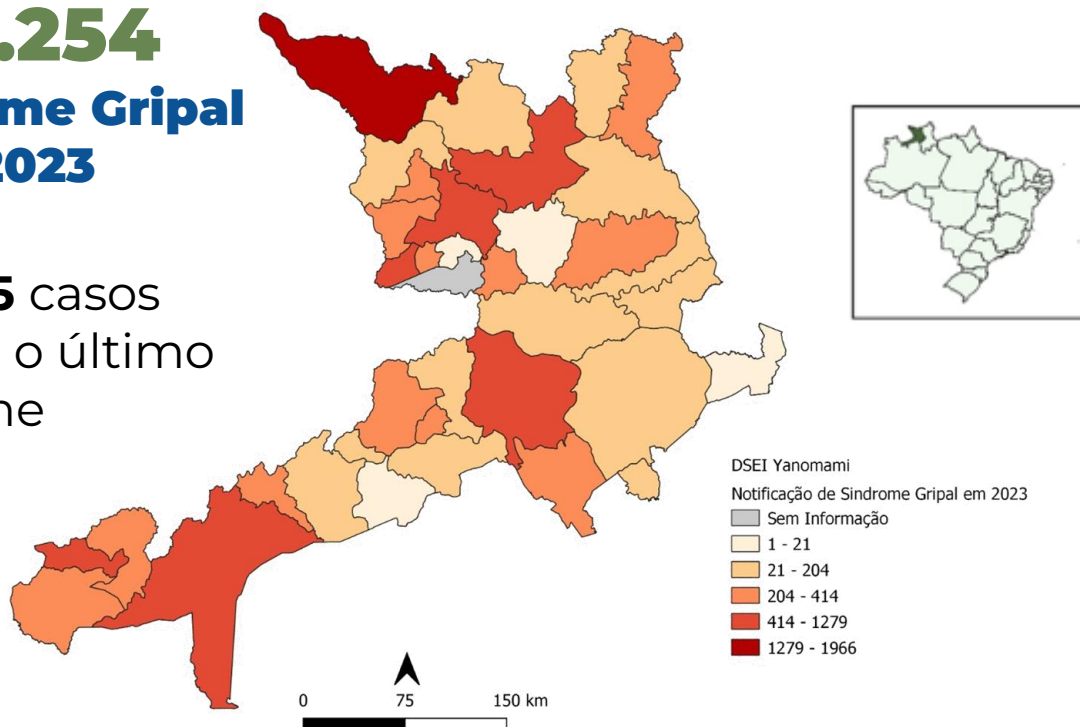 .254
me Gripal
2023
5 casos
o último
ne
DSEI Yanomami
Notificação de Sindrome Gripal em 2023
Sem Informação
1 - 21
21 - 204
204 - 414
414 - 1279
1279 - 1966
0 75 150 km